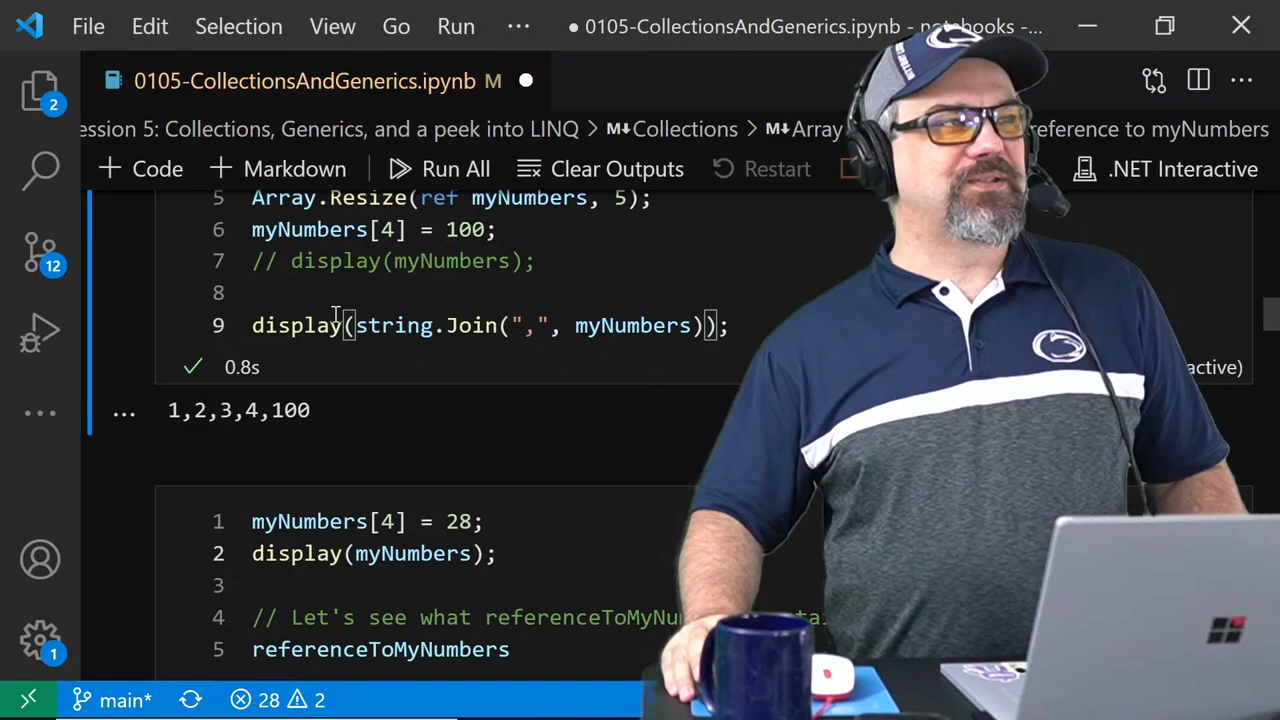 File Edit Selection View Go Run ··· ● 0105-CollectionsAndGenerics.ipynb - notebooks -...
0105-CollectionsAndGenerics.ipynb M
ession 5: Collections, Generics, and a peek into LINQ > M↓Collections > M↓Array reference to myNumbers
+ Code + Markdown Run All Clear Outputs Restart .NET Interactive
5 Array.Resize(ref myNumbers, 5);
6 myNumbers[4] = 100;
7 // display(myNumbers);
8
9 display(string.Join(",", myNumbers));
0.8s active)
... 1,2,3,4,100
1 myNumbers[4] = 28;
2 display(myNumbers);
3
4 // Let's see what referenceToMyNu
5 referenceToMyNumbers
2
12
1
main* 28 2